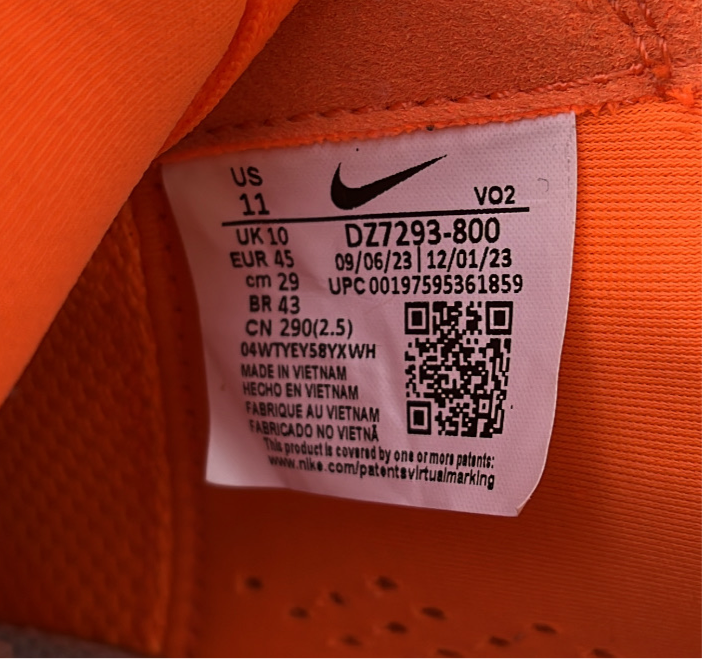 US
11
VO2
UK 10
DZ7293-800
EUR 45
09/06/23 | 12/01/23
cm 29
UPC 00197595361859
BR 43
CN 290(2.5)
04WTYEY58YXWH
MADE IN VIETNAM
HECHO EN VIETNAM
FABRIQUE AU VIETNAM
FABRICADO NO VIETNÃ
This product is covered by one or more patents:
www.nike.com/patentsvirtualmarking